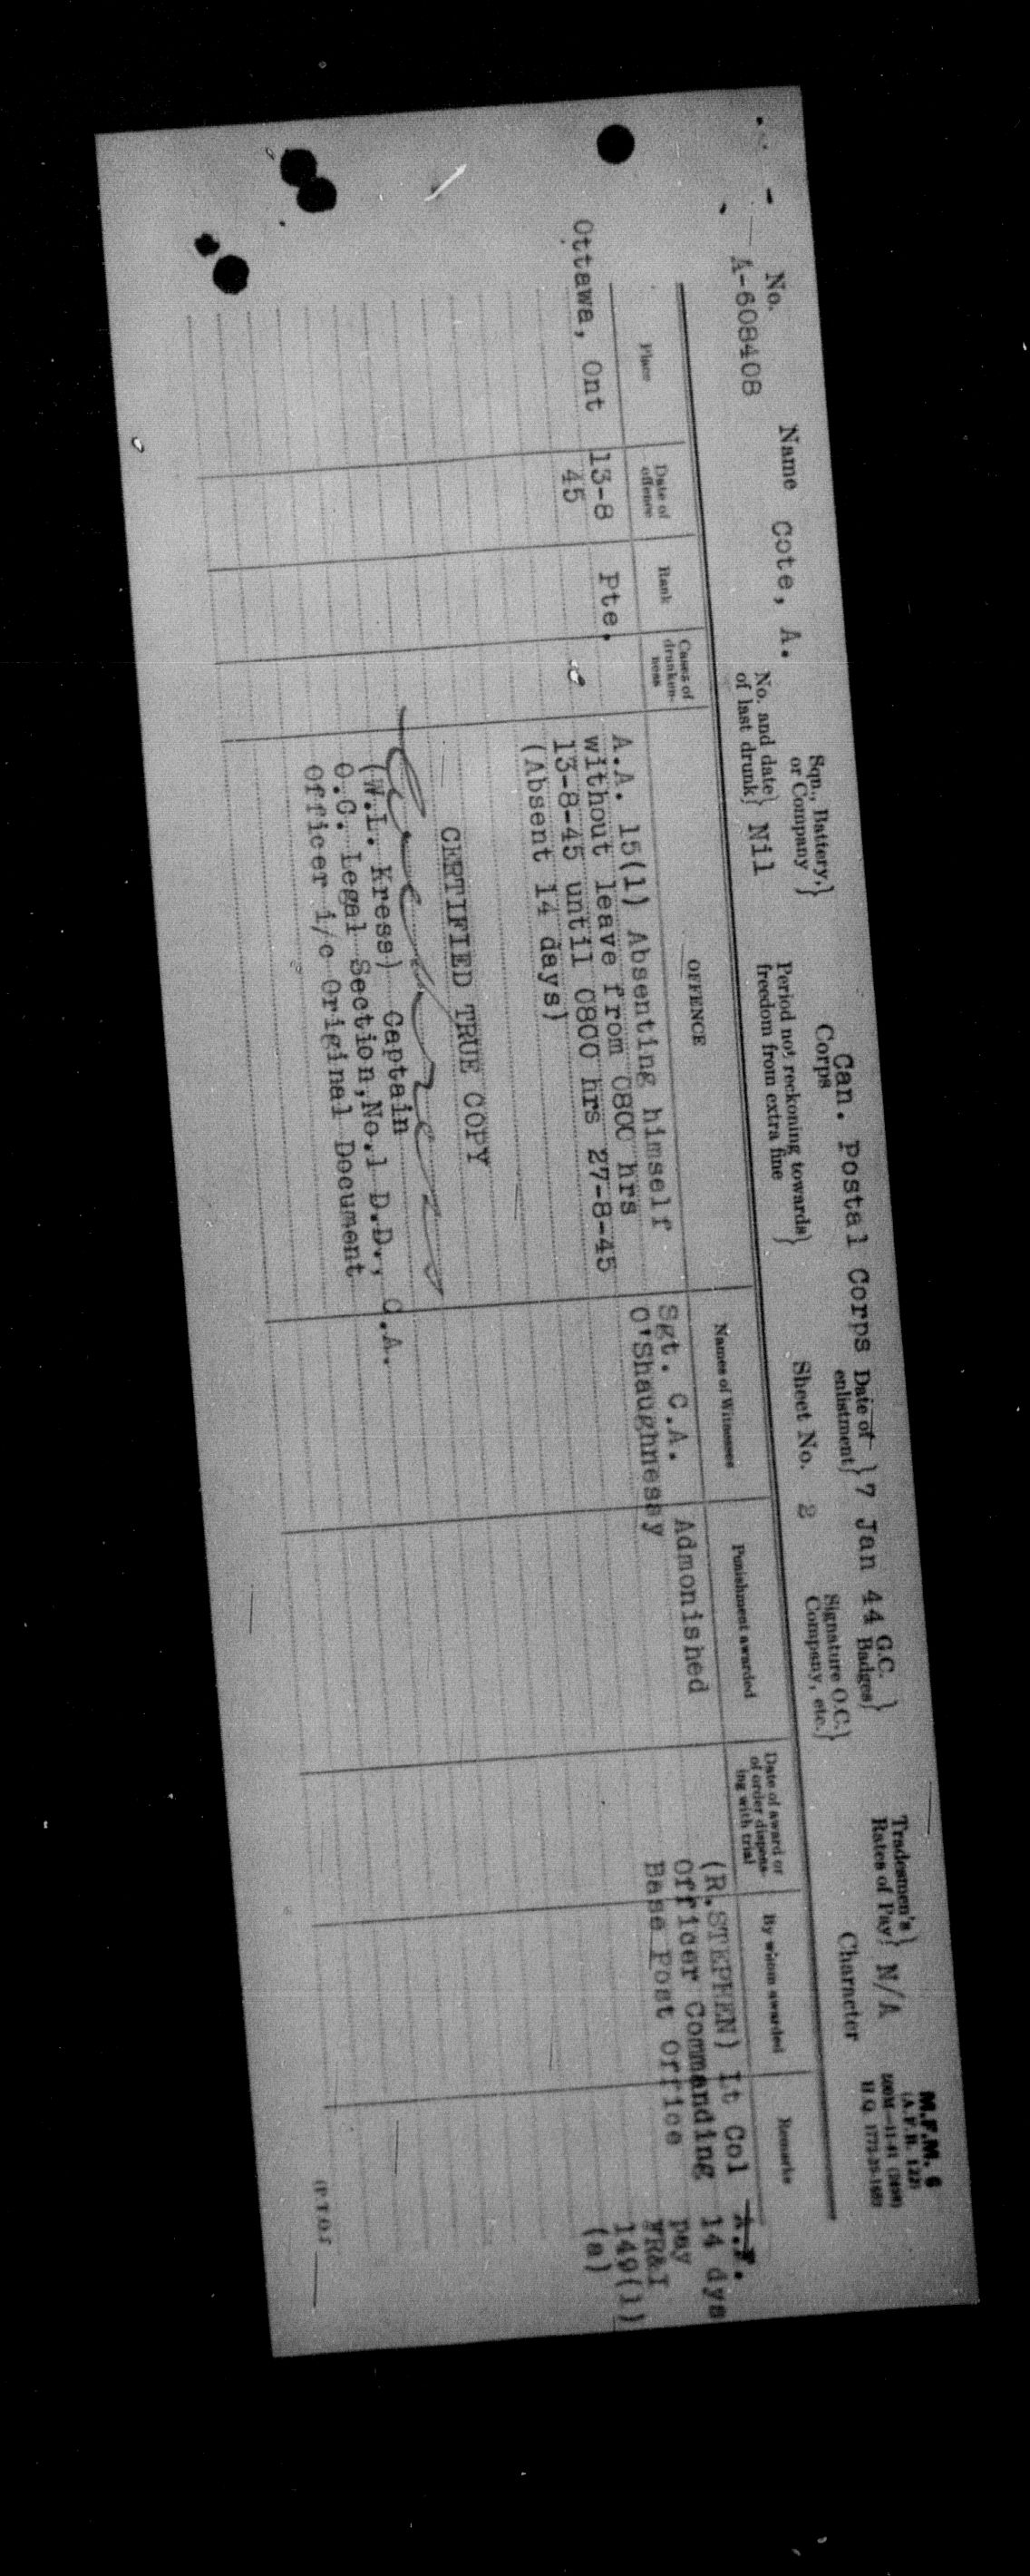 M.F.M. 6
(A.F.B. 122)
H.Q. 1772-39-1682
Sqn., Battery, or Company} Can. Postal Corps Date of enlistment} 7 Jan 44 G.C. Badges} Tradesmen's Rates of Pay} N/A
Corps
No. Name Cote, A. No. and date of last drunk} Nil Period not reckoning towards freedom from extra fine} Sheet No. 2 Signature O.C. Company, etc.} Character
A-608408
Place Date of offence Rank Cases of drunkenness OFFENCE Names of Witnesses Punishment awarded Date of award or of order dispensing with trial By whom awarded Remarks
Ottawa, Ont 13-8 Pte. A.A. 15(1) Absenting himself Sgt. C.A. Admonished (R.STEPHEN) Lt Col A.F.
45 without leave from 0800 hrs O'Shaughnessy Officer Commanding 14 dys
13-8-45 until 0800 hrs 27-8-45 Base Post Office pay
(Absent 14 days) FR&I
149(1)
(a)
CERTIFIED TRUE COPY
(W.L. Kress) Captain
O.C. Legal Section,No.1 D.D., C.A.
Officer i/c Original Document
(P.T.O.)